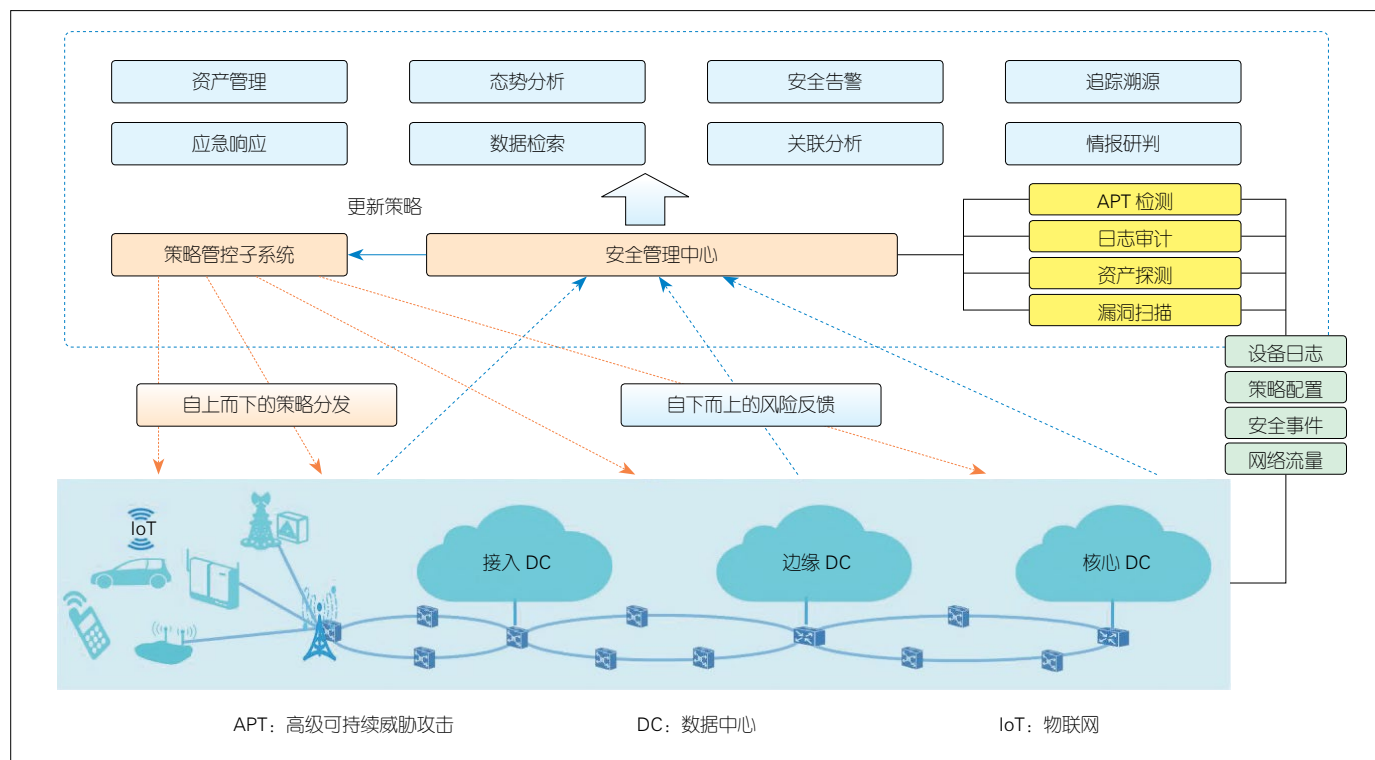 资产管理
态势分析
安全告警
追踪溯源
应急响应
数据检索
关联分析
情报研判
更新策略
APT 检测
日志审计
资产探测
漏洞扫描
策略管控子系统
安全管理中心
设备日志
策略配置
安全事件
网络流量
自上而下的策略分发
自下而上的风险反馈
IoT
接入 DC
边缘 DC
核心 DC
APT：高级可持续威胁攻击
DC：数据中心
IoT：物联网